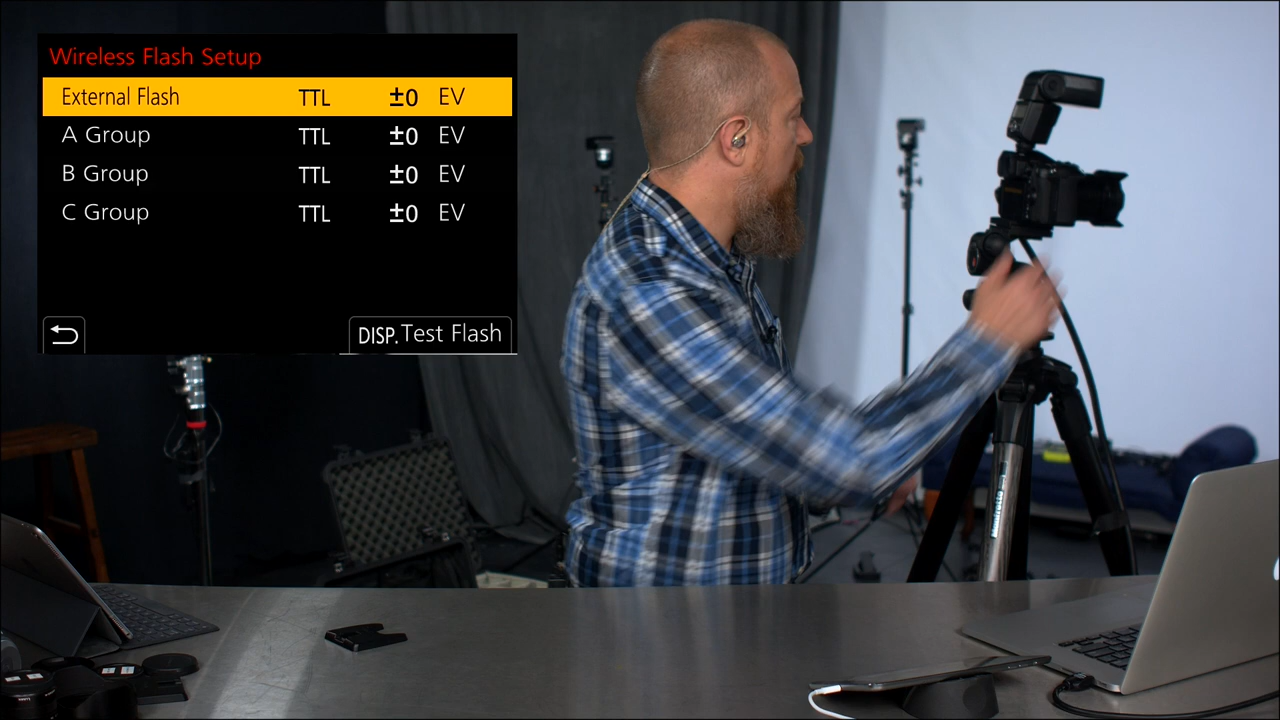 Wireless Flash Setup
External Flash TTL ±0 EV
A Group TTL ±0 EV
B Group TTL ±0 EV
C Group TTL ±0 EV
DISP. Test Flash
Manfrotto